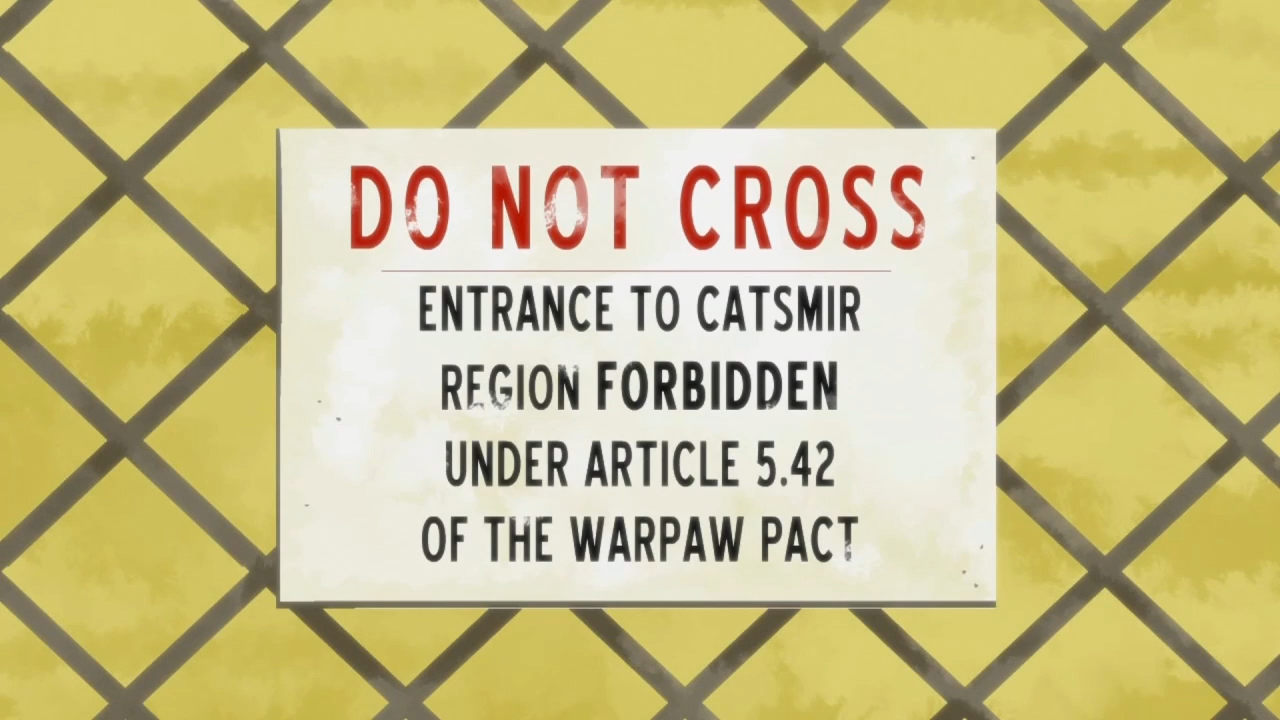 DO NOT CROSS
ENTRANCE TO CATSMIR
REGION FORBIDDEN
UNDER ARTICLE 5.42
OF THE WARPAW PACT